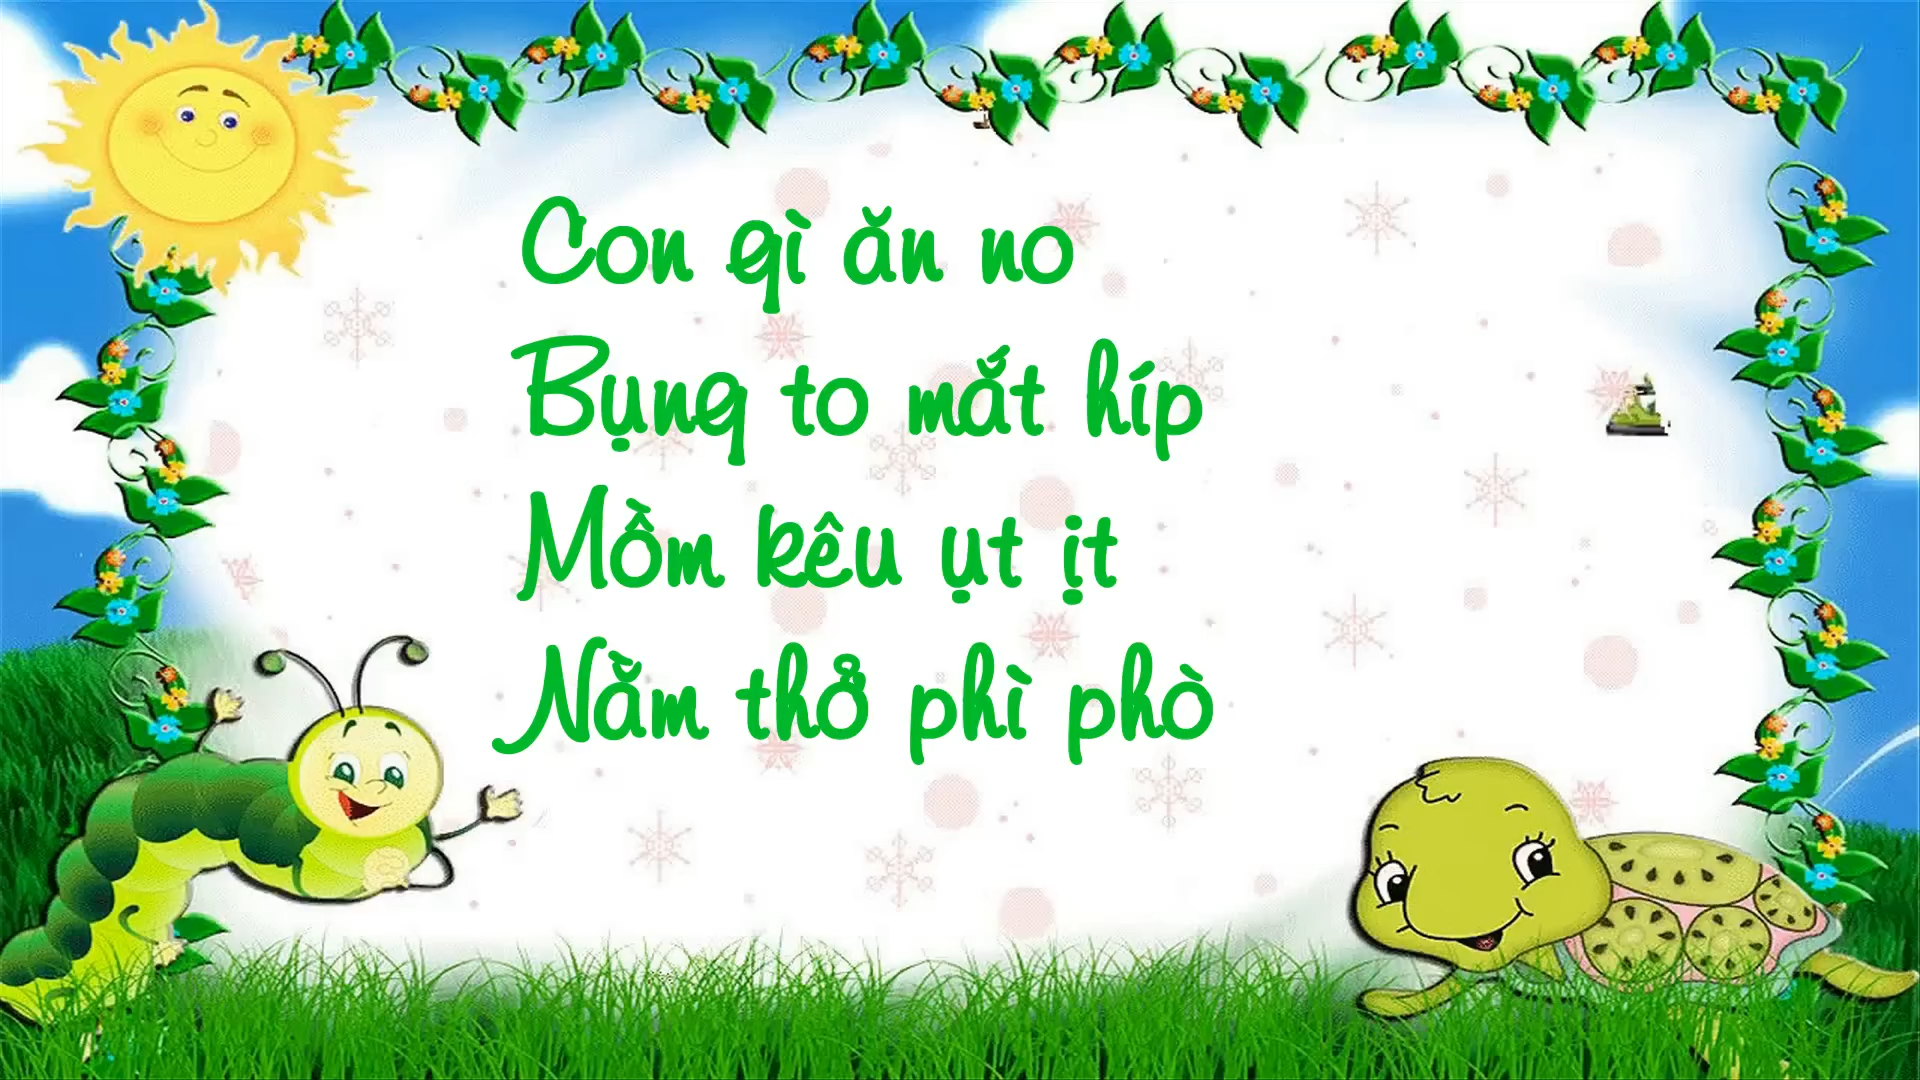 Con gì ăn no
Bụng to mắt híp
Mồm kêu ụt ịt
Nằm thở phì phò